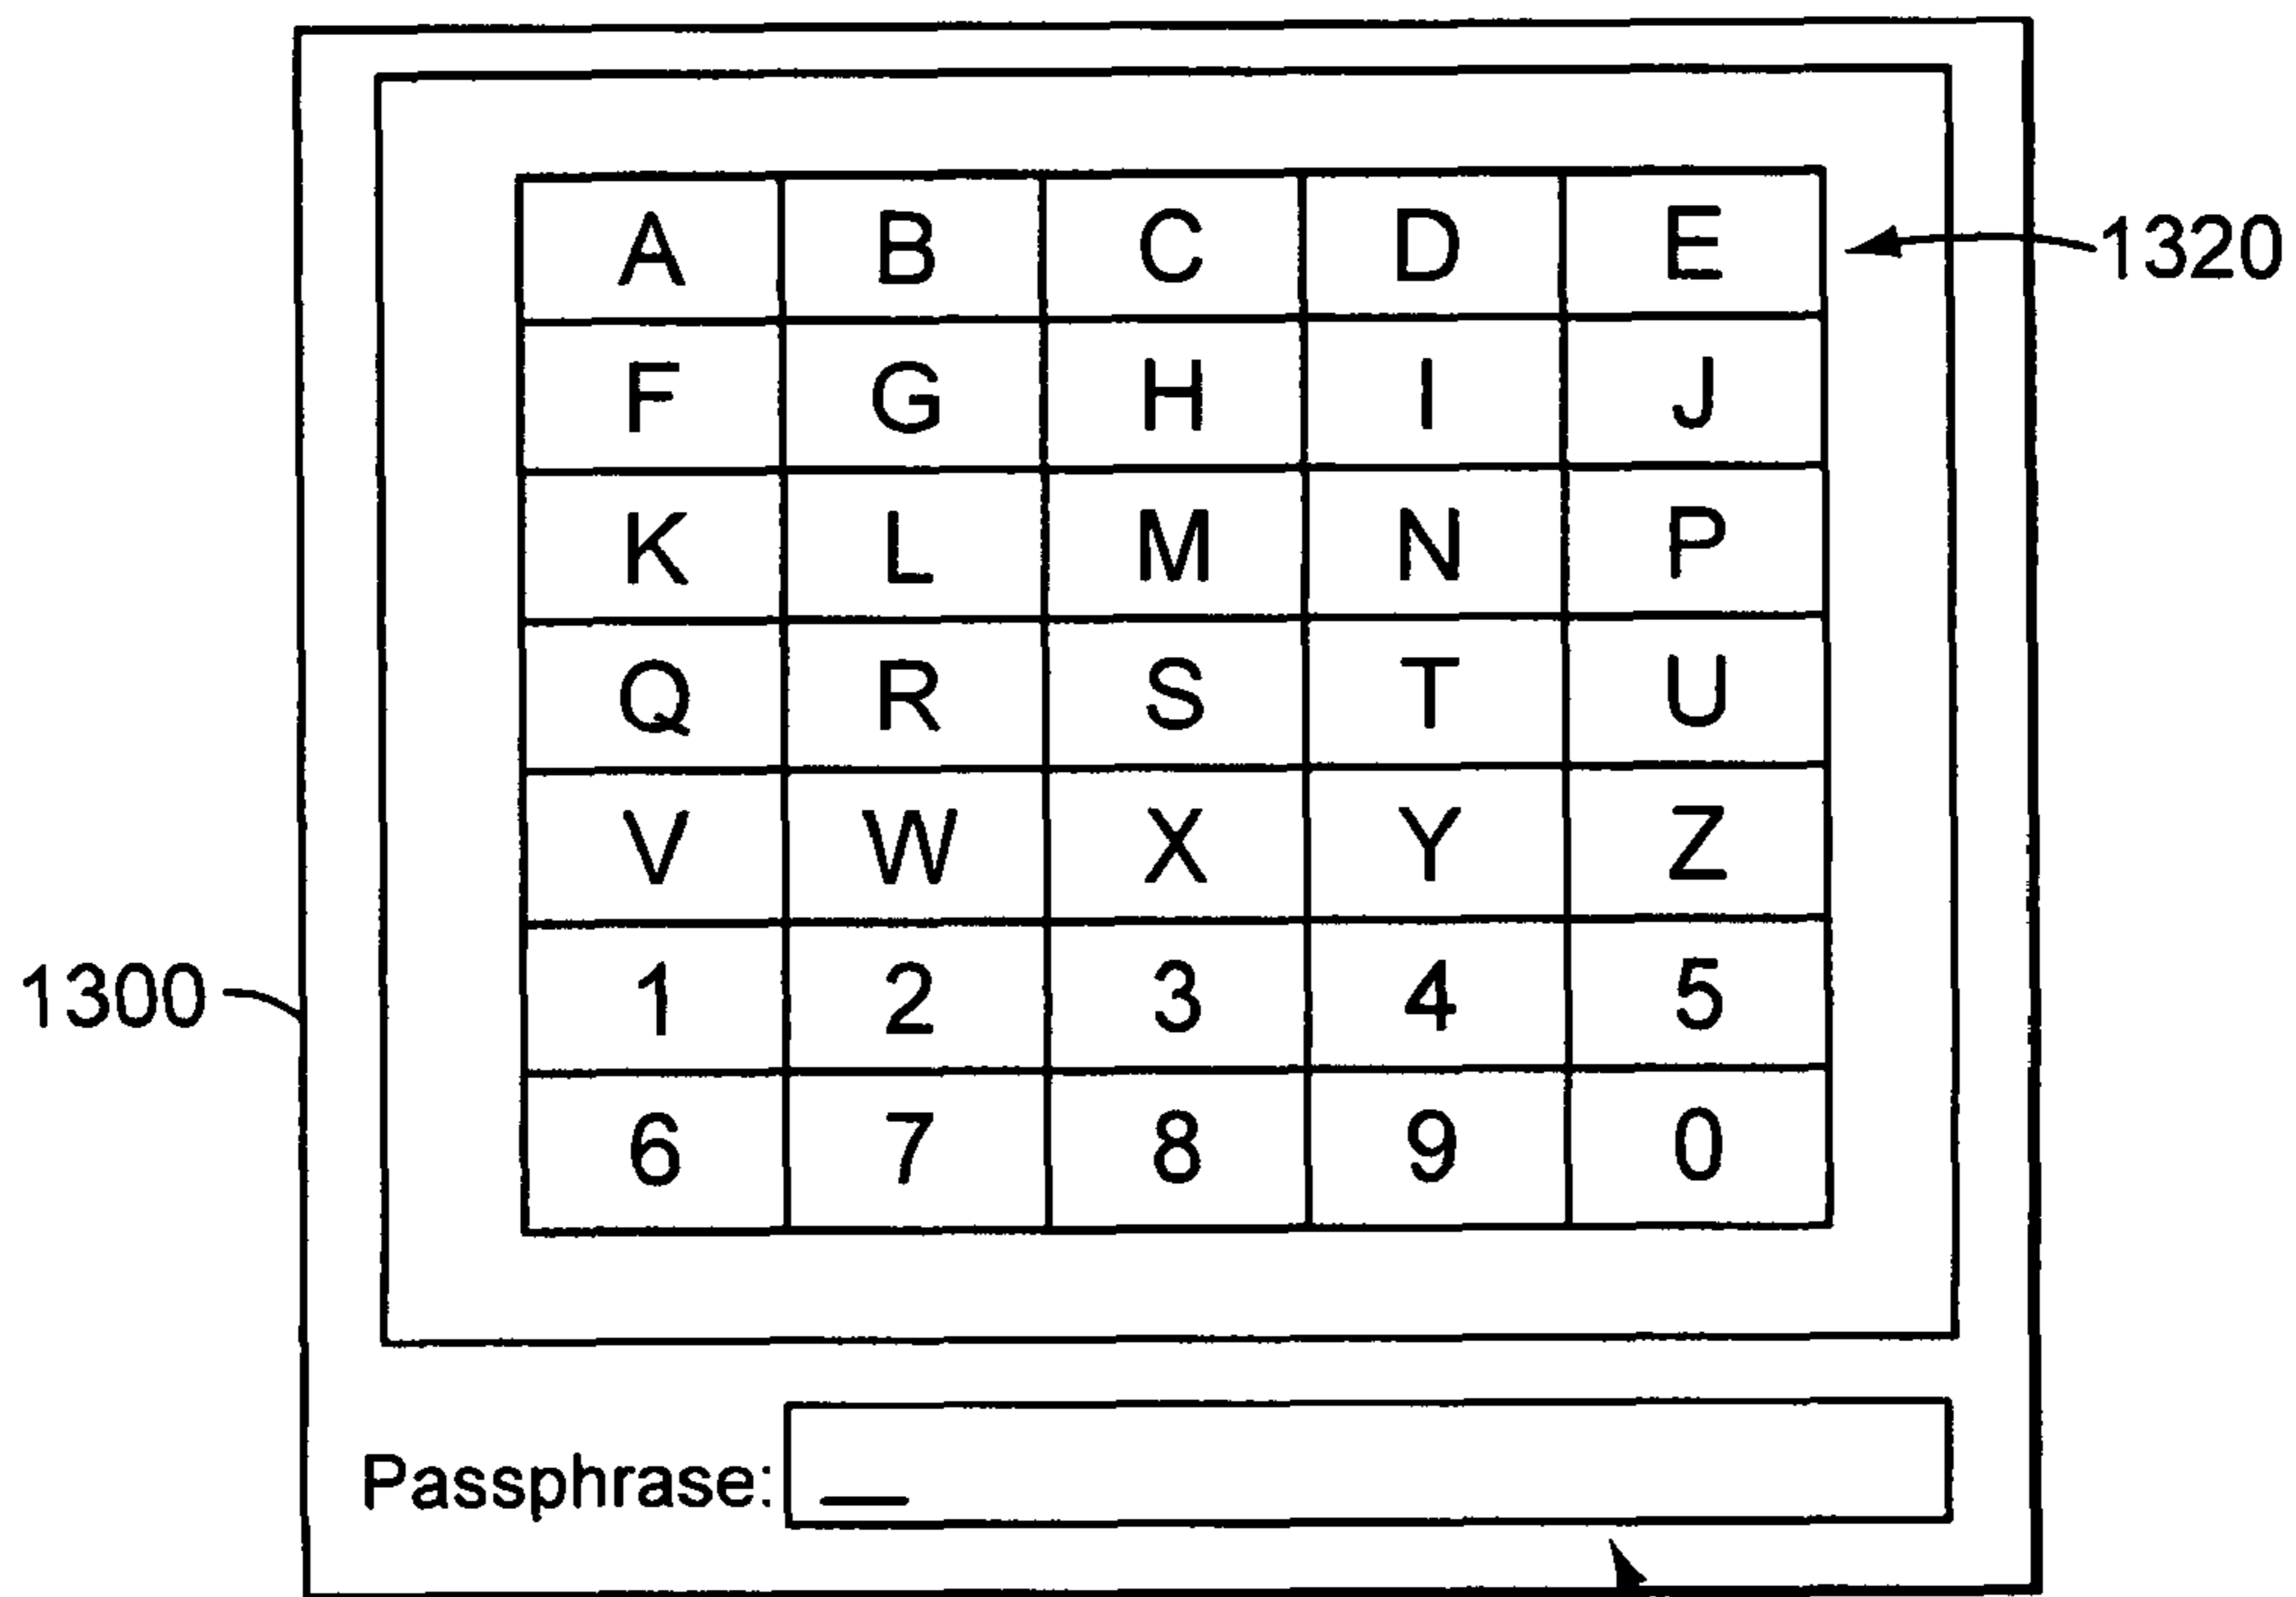 A B C D E 1320
F G H I J
K L M N P
Q R S T U
V W X Y Z
1300 1 2 3 4 5
6 7 8 9 0
Passphrase: